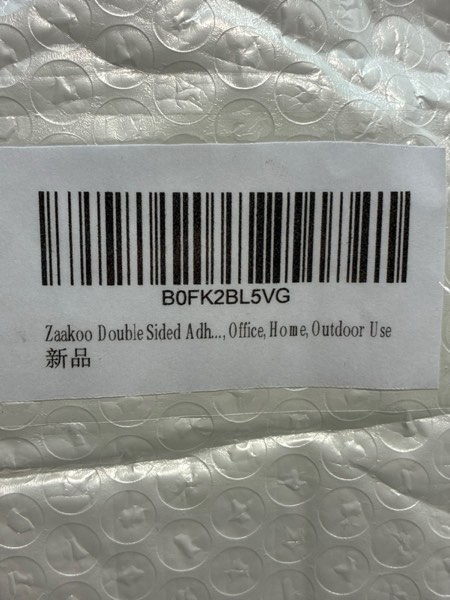 B0FK2BL5VG
Zaakoo Double Sided Adh..., Office, Home, Outdoor Use
新品